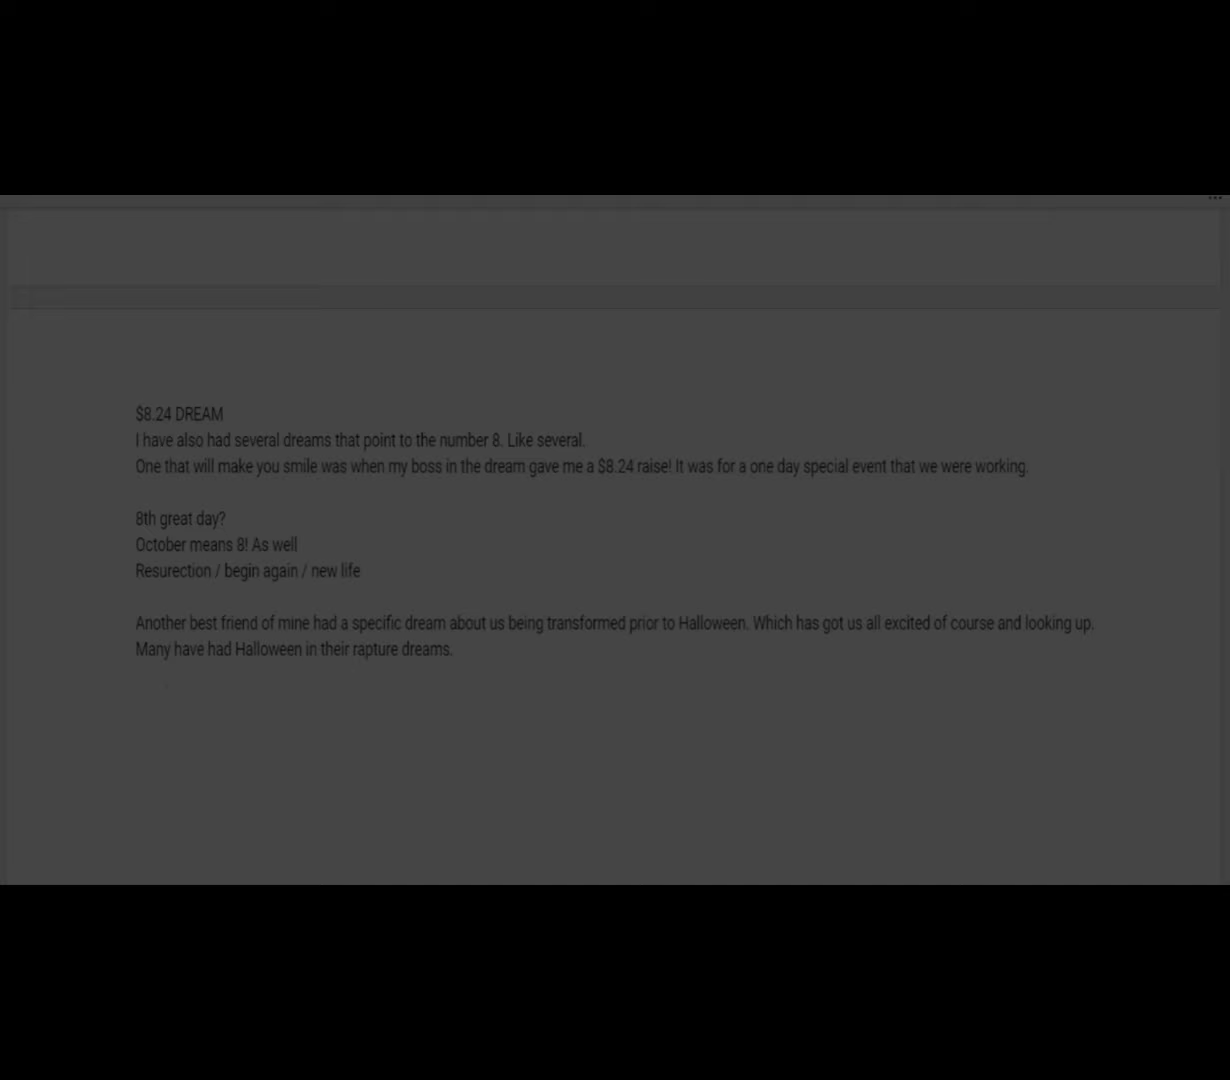 $8.24 DREAM
I have also had several dreams that point to the number 8. Like several.
One that will make you smile was when my boss in the dream gave me a $8.24 raise! It was for a one day special event that we were working.
8th great day?
October means 8! As well
Resurection / begin again / new life
Another best friend of mine had a specific dream about us being transformed prior to Halloween. Which has got us all excited of course and looking up.
Many have had Halloween in their rapture dreams.